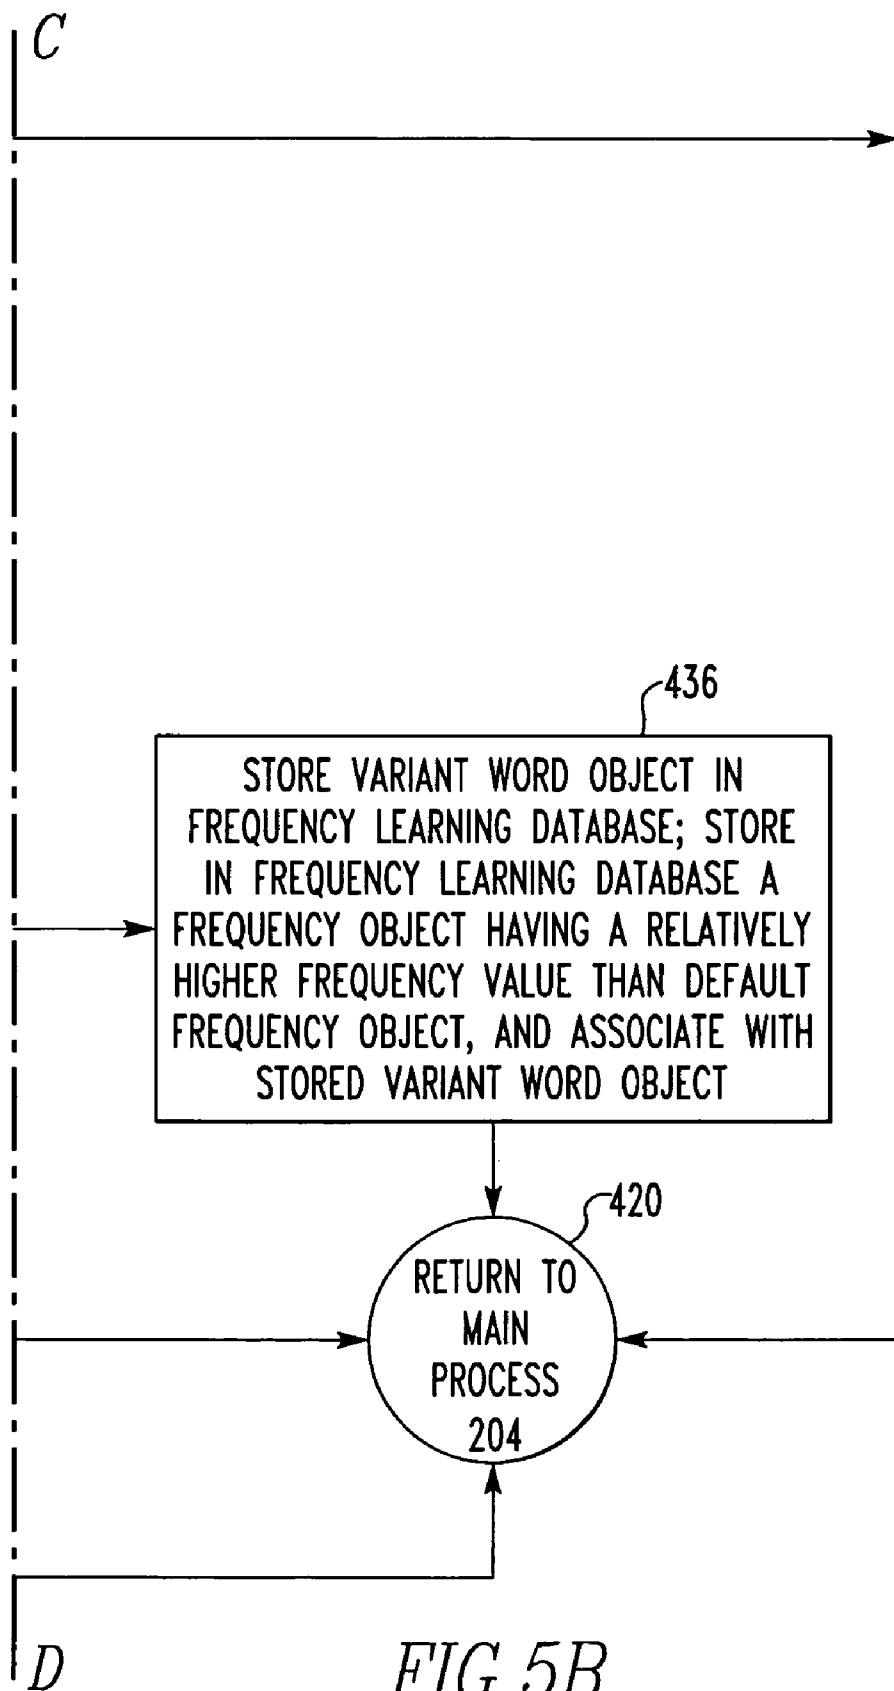 C
436
STORE VARIANT WORD OBJECT IN
FREQUENCY LEARNING DATABASE; STORE
IN FREQUENCY LEARNING DATABASE A
FREQUENCY OBJECT HAVING A RELATIVELY
HIGHER FREQUENCY VALUE THAN DEFAULT
FREQUENCY OBJECT, AND ASSOCIATE WITH
STORED VARIANT WORD OBJECT
420
RETURN TO
MAIN
PROCESS
204
D
FIG. 5B